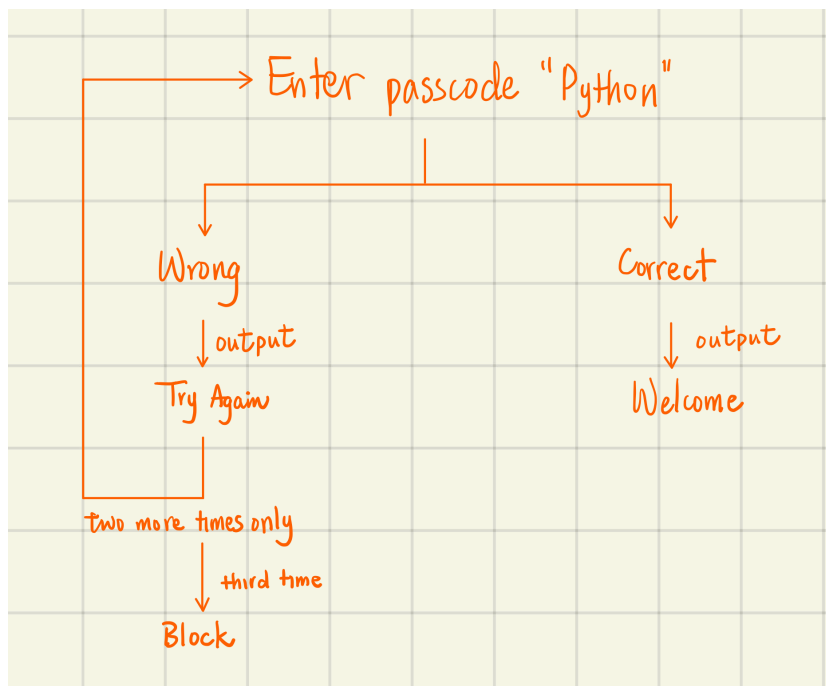 Enter passcode "Python"
Wrong
Correct
output
output
Try Again
Welcome
two more times only
third time
Block